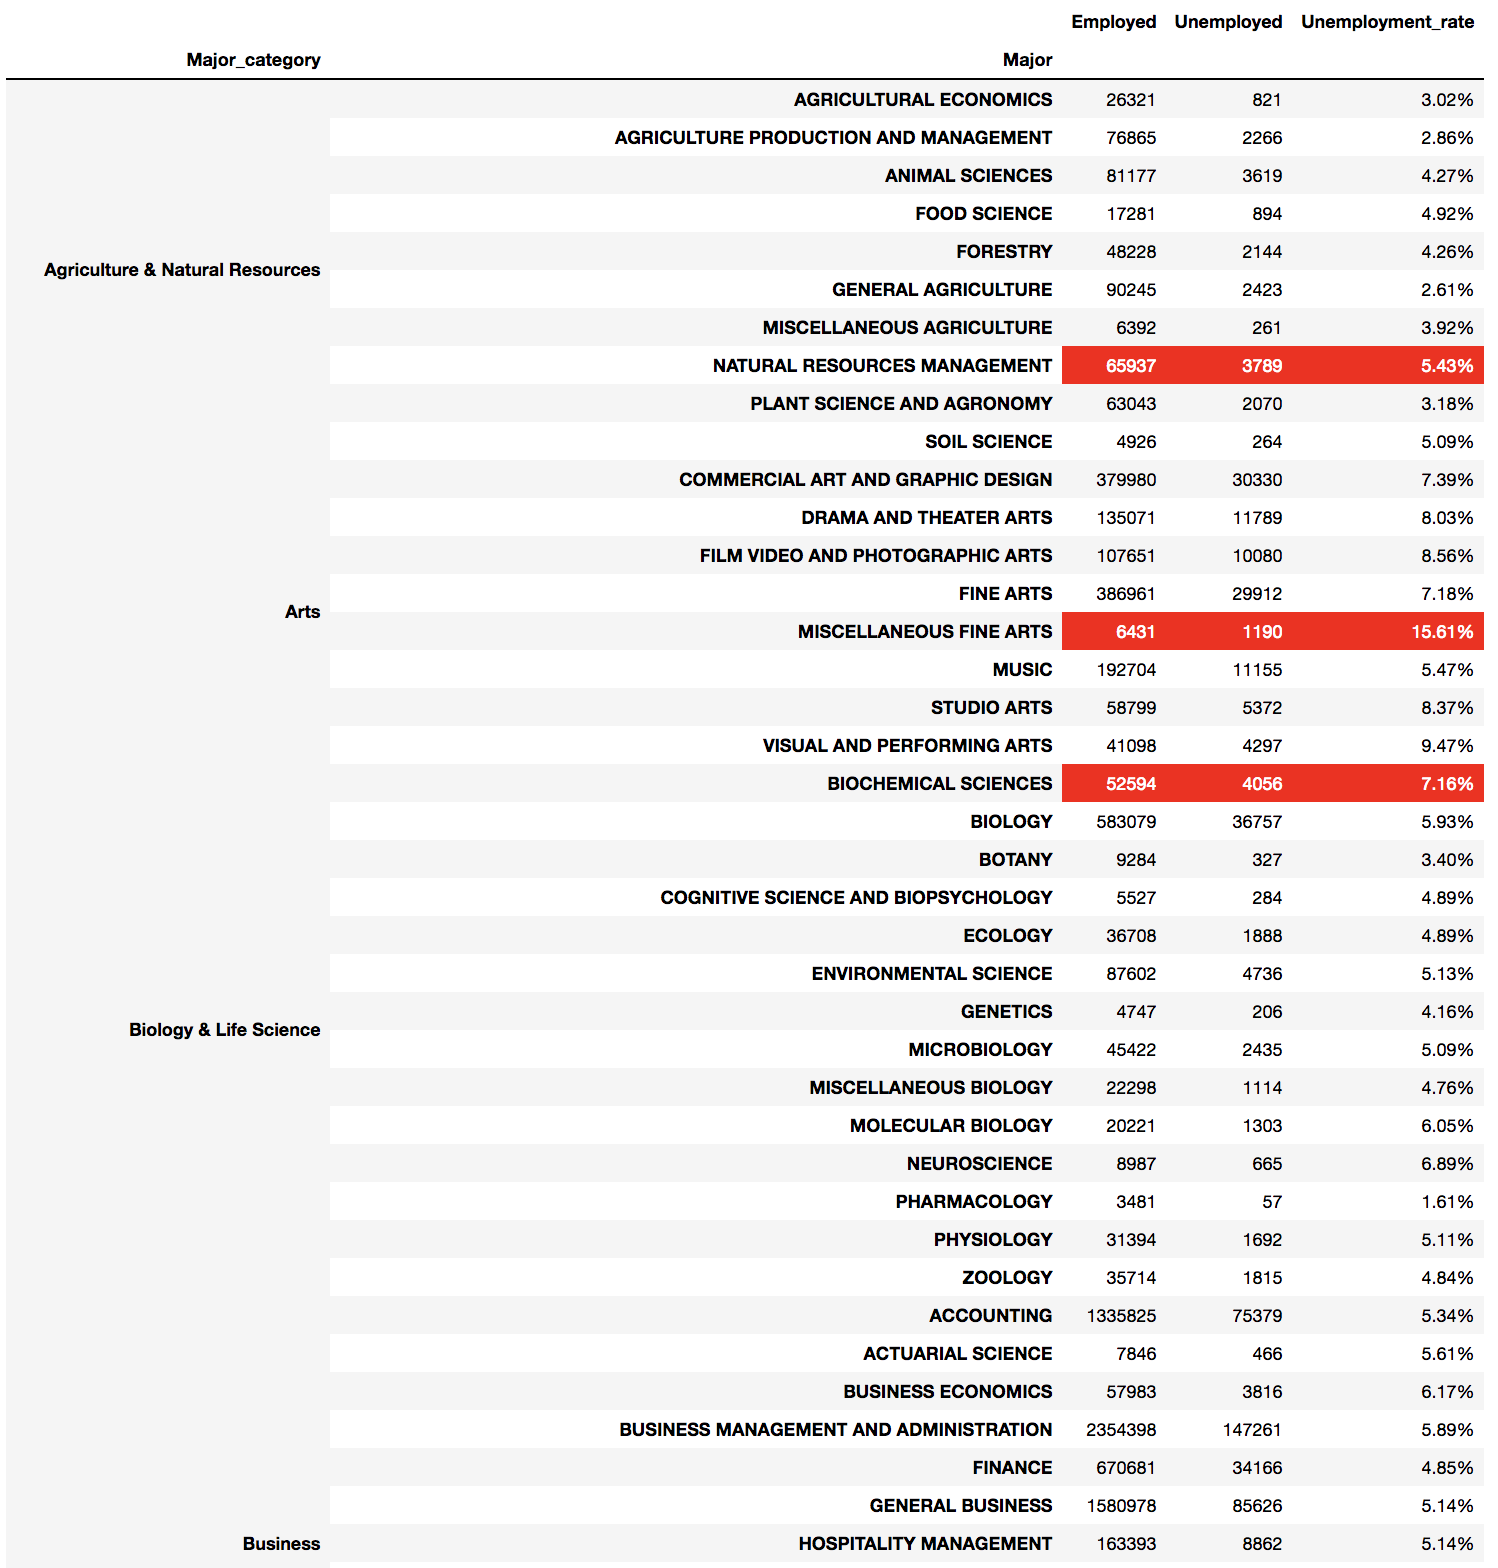 Employed Unemployed Unemployment_rate
Major_category Major
AGRICULTURAL ECONOMICS 26321 821 3.02%
AGRICULTURE PRODUCTION AND MANAGEMENT 76865 2266 2.86%
ANIMAL SCIENCES 81177 3619 4.27%
FOOD SCIENCE 17281 894 4.92%
FORESTRY 48228 2144 4.26%
Agriculture & Natural Resources
GENERAL AGRICULTURE 90245 2423 2.61%
MISCELLANEOUS AGRICULTURE 6392 261 3.92%
NATURAL RESOURCES MANAGEMENT 65937 3789 5.43%
PLANT SCIENCE AND AGRONOMY 63043 2070 3.18%
SOIL SCIENCE 4926 264 5.09%
COMMERCIAL ART AND GRAPHIC DESIGN 379980 30330 7.39%
DRAMA AND THEATER ARTS 135071 11789 8.03%
FILM VIDEO AND PHOTOGRAPHIC ARTS 107651 10080 8.56%
FINE ARTS 386961 29912 7.18%
Arts
MISCELLANEOUS FINE ARTS 6431 1190 15.61%
MUSIC 192704 11155 5.47%
STUDIO ARTS 58799 5372 8.37%
VISUAL AND PERFORMING ARTS 41098 4297 9.47%
BIOCHEMICAL SCIENCES 52594 4056 7.16%
BIOLOGY 583079 36757 5.93%
BOTANY 9284 327 3.40%
COGNITIVE SCIENCE AND BIOPSYCHOLOGY 5527 284 4.89%
ECOLOGY 36708 1888 4.89%
ENVIRONMENTAL SCIENCE 87602 4736 5.13%
GENETICS 4747 206 4.16%
Biology & Life Science
MICROBIOLOGY 45422 2435 5.09%
MISCELLANEOUS BIOLOGY 22298 1114 4.76%
MOLECULAR BIOLOGY 20221 1303 6.05%
NEUROSCIENCE 8987 665 6.89%
PHARMACOLOGY 3481 57 1.61%
PHYSIOLOGY 31394 1692 5.11%
ZOOLOGY 35714 1815 4.84%
ACCOUNTING 1335825 75379 5.34%
ACTUARIAL SCIENCE 7846 466 5.61%
BUSINESS ECONOMICS 57983 3816 6.17%
BUSINESS MANAGEMENT AND ADMINISTRATION 2354398 147261 5.89%
FINANCE 670681 34166 4.85%
GENERAL BUSINESS 1580978 85626 5.14%
Business HOSPITALITY MANAGEMENT 163393 8862 5.14%